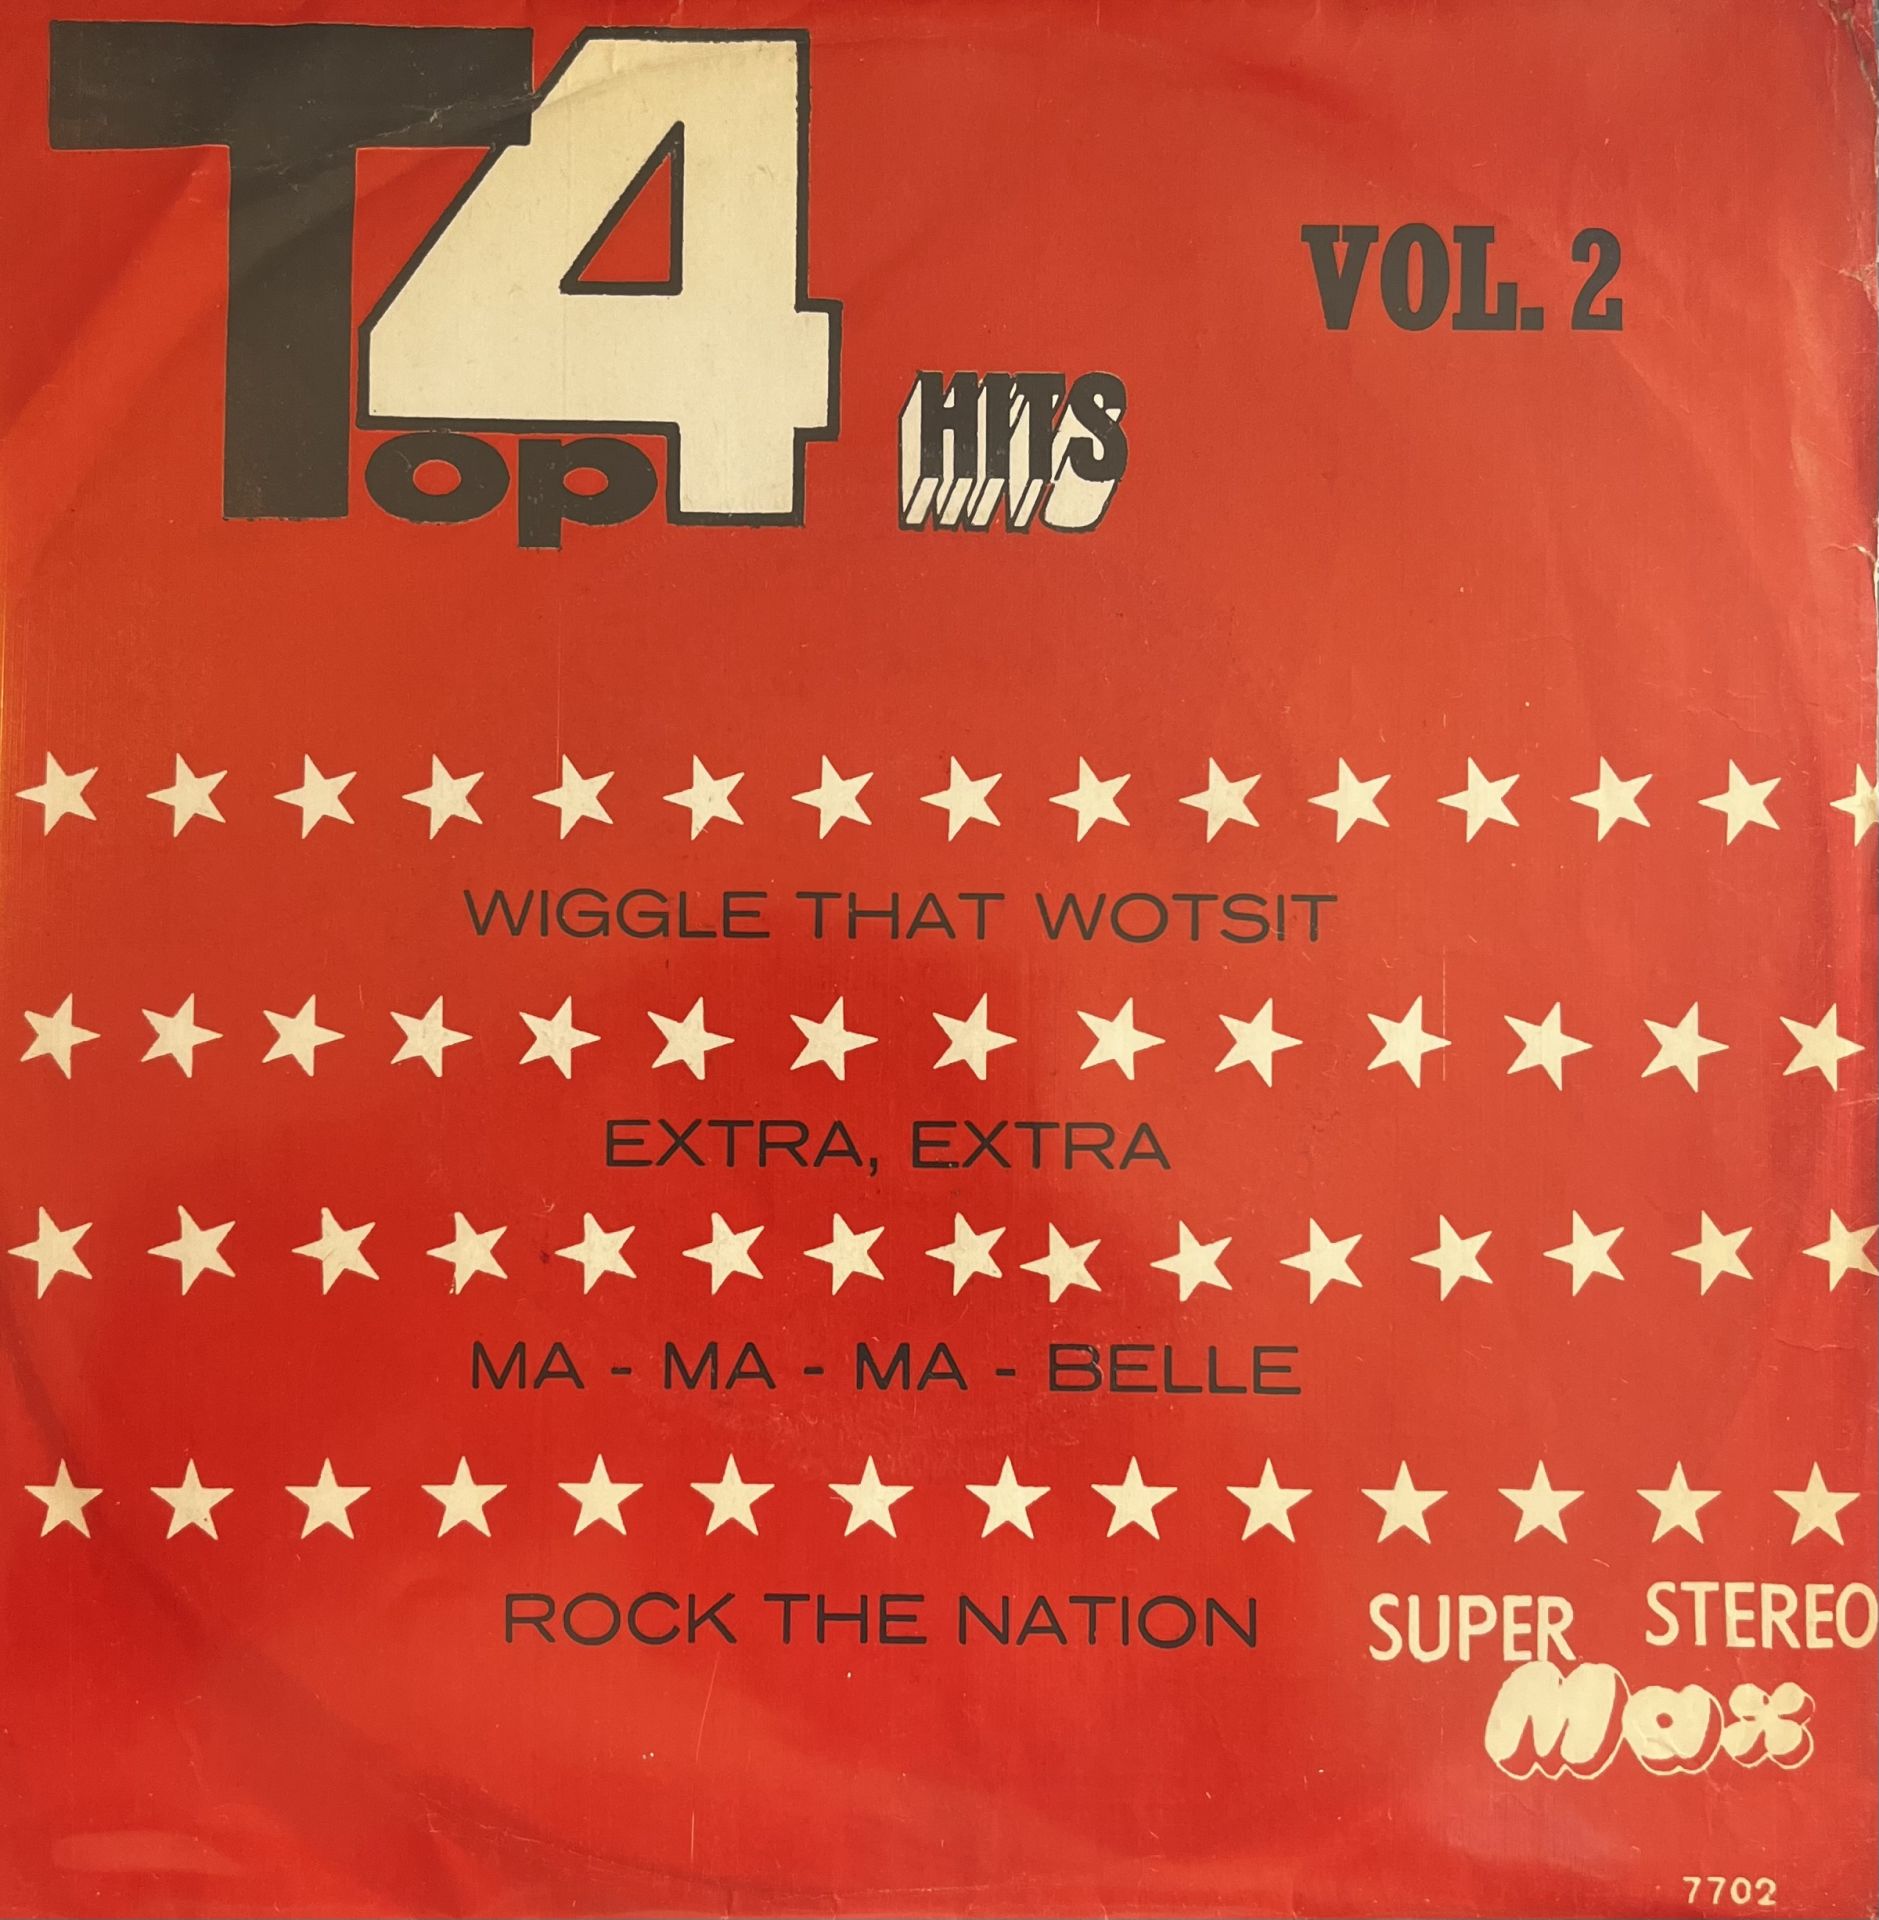 Top 4 HITS
VOL. 2
WIGGLE THAT WOTSIT
EXTRA, EXTRA
MA - MA - MA - BELLE
ROCK THE NATION
SUPER STEREO
Max
7702